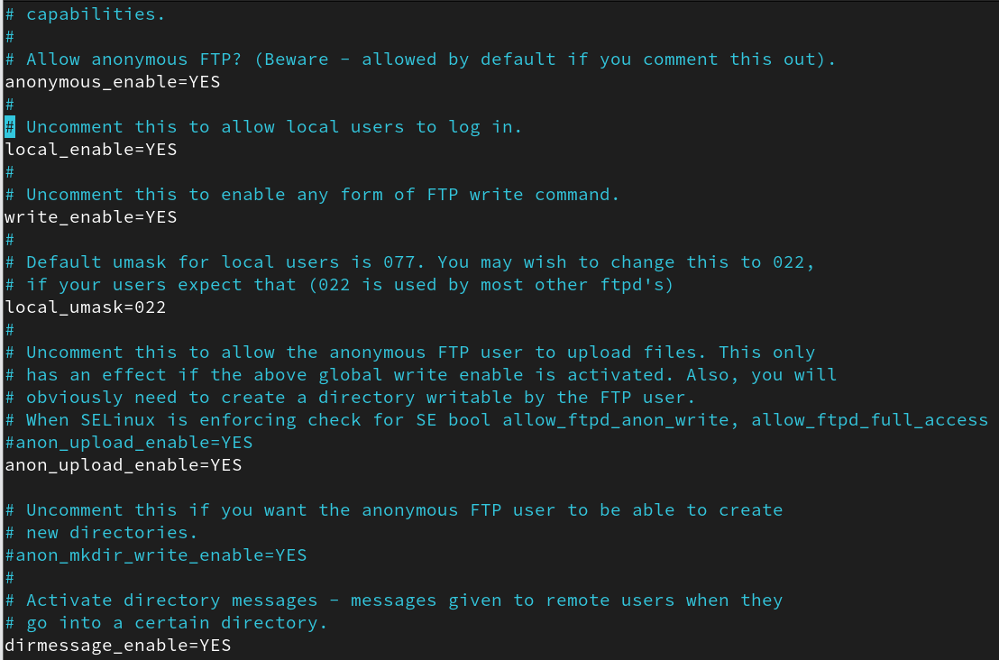 # capabilities.
#
# Allow anonymous FTP? (Beware - allowed by default if you comment this out).
anonymous_enable=YES
#
# Uncomment this to allow local users to log in.
local_enable=YES
#
# Uncomment this to enable any form of FTP write command.
write_enable=YES
#
# Default umask for local users is 077. You may wish to change this to 022,
# if your users expect that (022 is used by most other ftpd's)
local_umask=022
#
# Uncomment this to allow the anonymous FTP user to upload files. This only
# has an effect if the above global write enable is activated. Also, you will
# obviously need to create a directory writable by the FTP user.
# When SELinux is enforcing check for SE bool allow_ftpd_anon_write, allow_ftpd_full_access
#anon_upload_enable=YES
anon_upload_enable=YES

# Uncomment this if you want the anonymous FTP user to be able to create
# new directories.
#anon_mkdir_write_enable=YES
#
# Activate directory messages - messages given to remote users when they
# go into a certain directory.
dirmessage_enable=YES